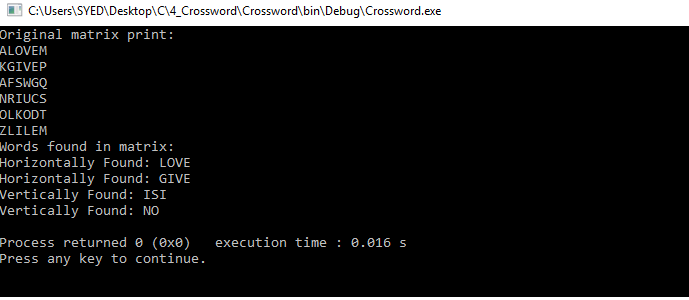 C:\Users\SYED\Desktop\C\4_Crossword\Crossword\bin\Debug\Crossword.exe
Original matrix print:
ALOVEM
KGIVEP
AFSWGQ
NRIUCS
OLKODT
ZLILEM
Words found in matrix:
Horizontally Found: LOVE
Horizontally Found: GIVE
Vertically Found: ISI
Vertically Found: NO
Process returned 0 (0x0)   execution time : 0.016 s
Press any key to continue.